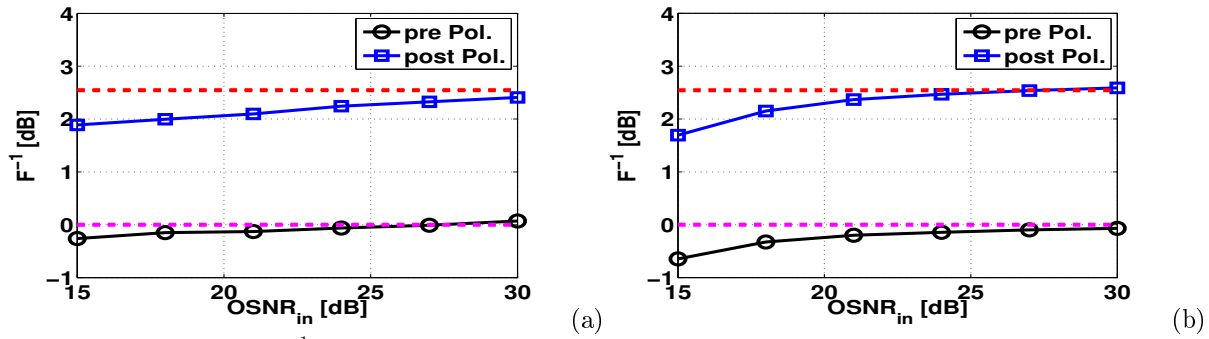 4
3
2
1
0
−1
F⁻¹ [dB]
pre Pol.
post Pol.
15
20
25
30
OSNR_in [dB]
(a)
4
3
2
1
0
−1
F⁻¹ [dB]
pre Pol.
post Pol.
15
20
25
30
OSNR_in [dB]
(b)